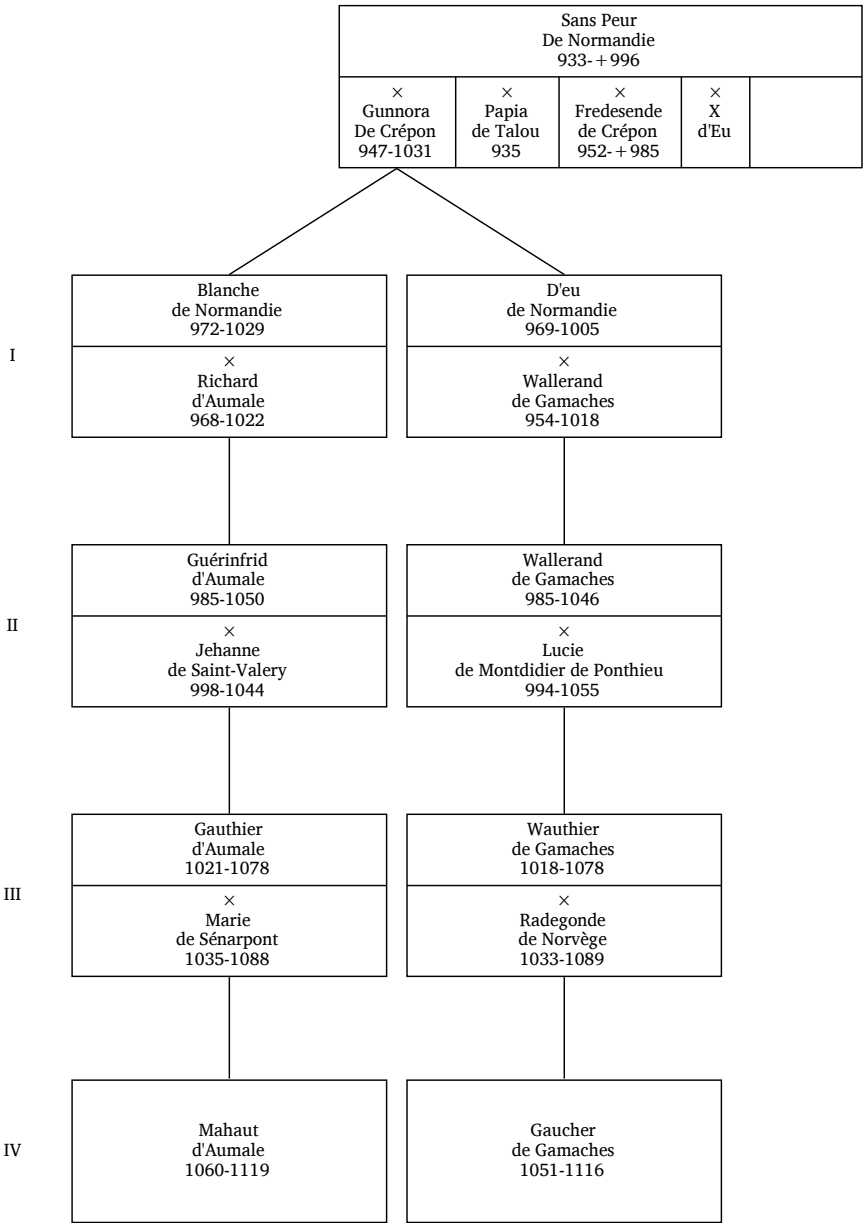 Sans Peur
De Normandie
933-+996
×
Gunnora
De Crépon
947-1031
×
Papia
de Talou
935
×
Fredesende
de Crépon
952-+985
×
X
d'Eu
I
Blanche
de Normandie
972-1029
×
Richard
d'Aumale
968-1022
D'eu
de Normandie
969-1005
×
Wallerand
de Gamaches
954-1018
II
Guérinfrid
d'Aumale
985-1050
×
Jehanne
de Saint-Valery
998-1044
Wallerand
de Gamaches
985-1046
×
Lucie
de Montdidier de Ponthieu
994-1055
III
Gauthier
d'Aumale
1021-1078
×
Marie
de Sénarpont
1035-1088
Wauthier
de Gamaches
1018-1078
×
Radegonde
de Norvège
1033-1089
IV
Mahaut
d'Aumale
1060-1119
Gaucher
de Gamaches
1051-1116